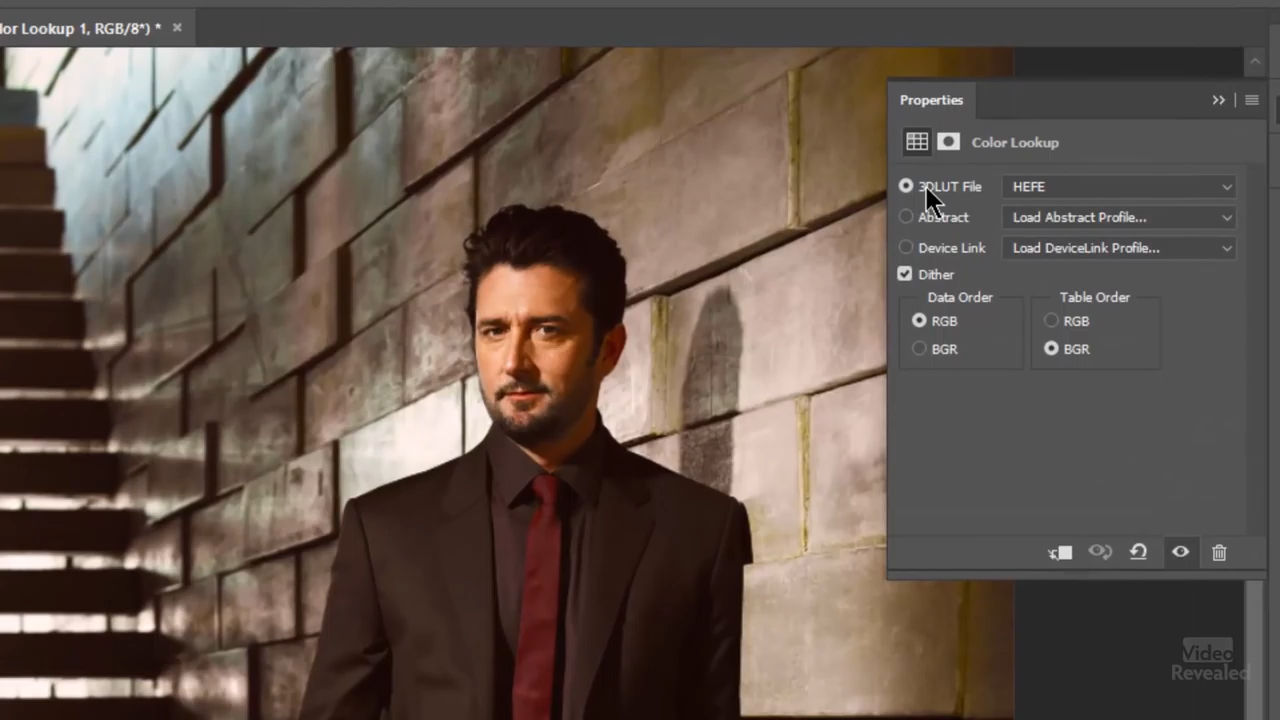 lor Lookup 1, RGB/8*) * ×
Properties
Color Lookup
3DLUT File HEFE
Abstract Load Abstract Profile...
Device Link Load DeviceLink Profile...
Dither
Data Order Table Order
RGB RGB
BGR BGR
Video
Revealed